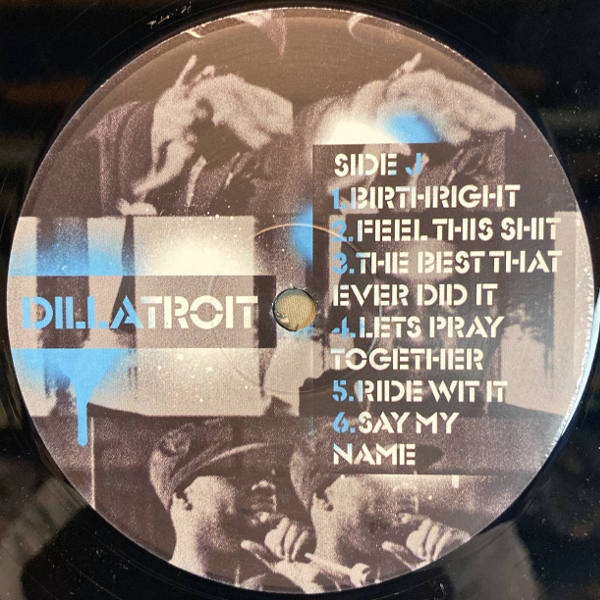 DILLATROIT
SIDE J
1. BIRTHRIGHT
2. FEEL THIS SHIT
3. THE BEST THAT
EVER DID IT
4. LETS PRAY
TOGETHER
5. RIDE WIT IT
6. SAY MY
NAME